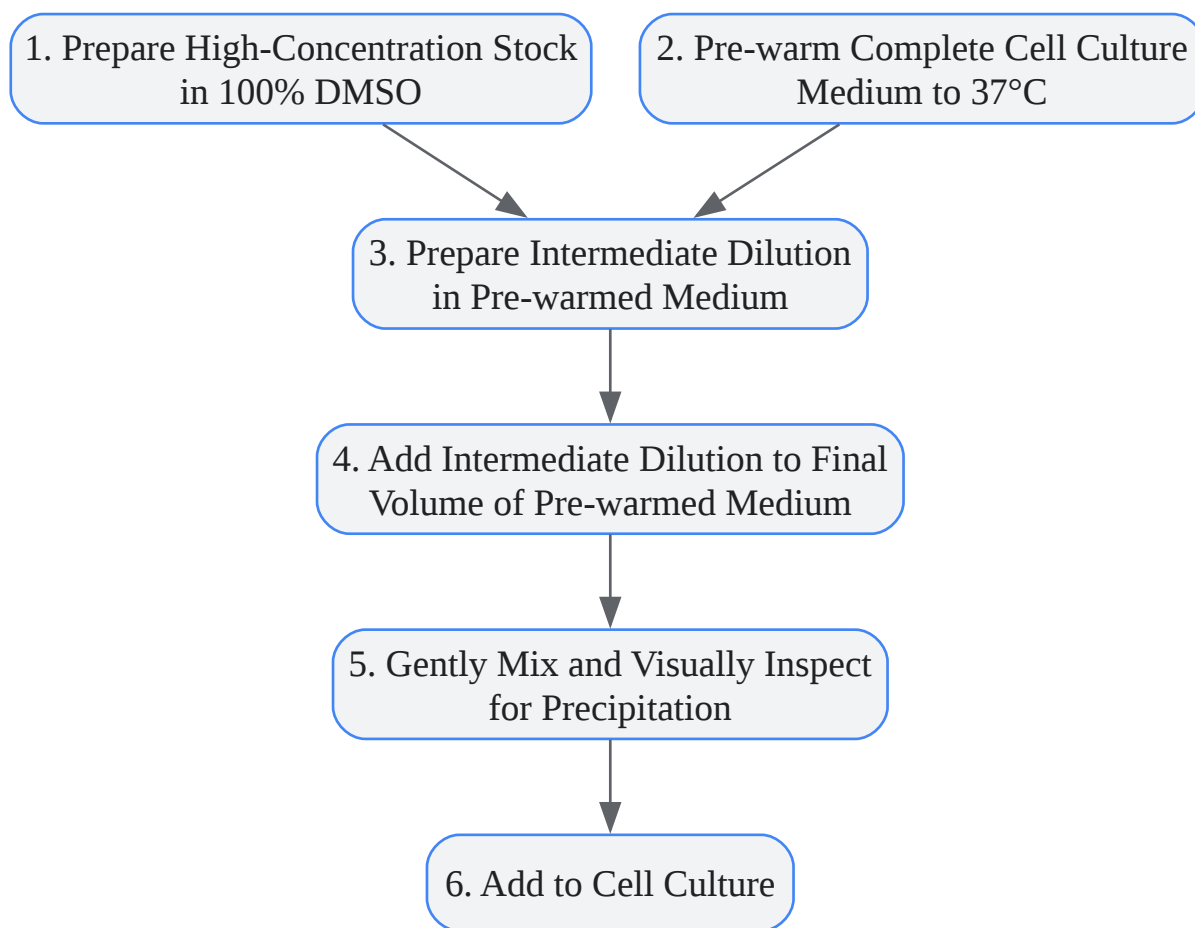 1. Prepare High-Concentration Stock
in 100% DMSO
2. Pre-warm Complete Cell Culture
Medium to 37°C
3. Prepare Intermediate Dilution
in Pre-warmed Medium
4. Add Intermediate Dilution to Final
Volume of Pre-warmed Medium
5. Gently Mix and Visually Inspect
for Precipitation
6. Add to Cell Culture